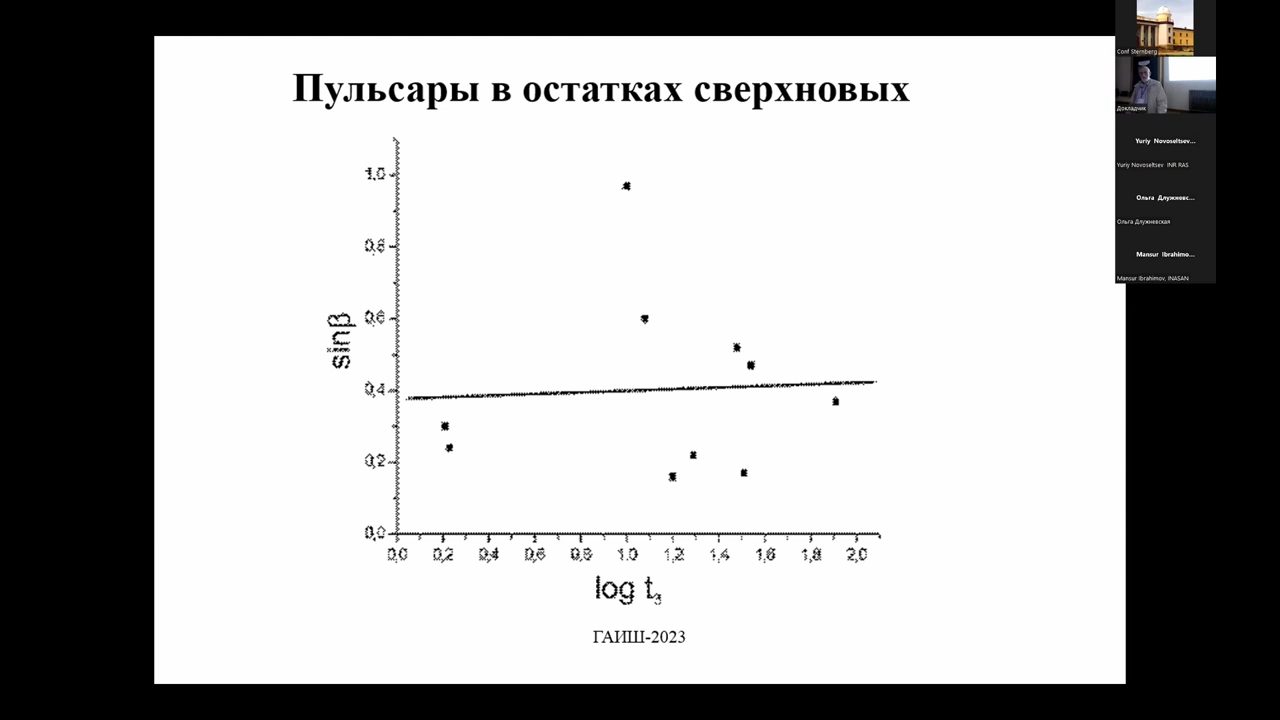 Пульсары в остатках сверхновых
1,0
0,8
0,6
0,4
0,2
0,0
sinβ
0,0 0,2 0,4 0,6 0,8 1,0 1,2 1,4 1,6 1,8 2,0
log t₃
ГАИШ-2023
Conf Sternberg
Докладчик
Yuriy Novoseltsev...
Yuriy Novoseltsev INR RAS
Ольга Длужневс...
Ольга Длужневская
Mansur Ibrahimo...
Mansur Ibrahimov, INASAN